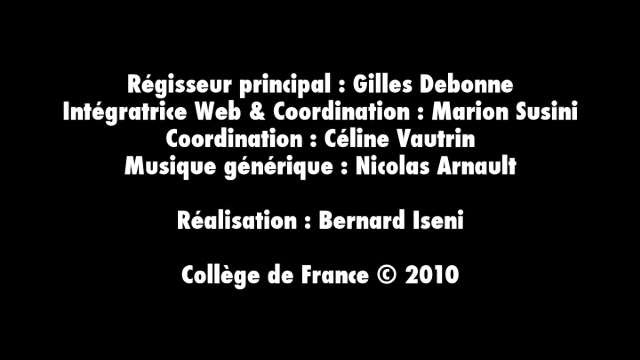 Régisseur principal : Gilles Debonne
Intégratrice Web & Coordination : Marion Susini
Coordination : Céline Vautrin
Musique générique : Nicolas Arnault
Réalisation : Bernard Iseni
Collège de France © 2010